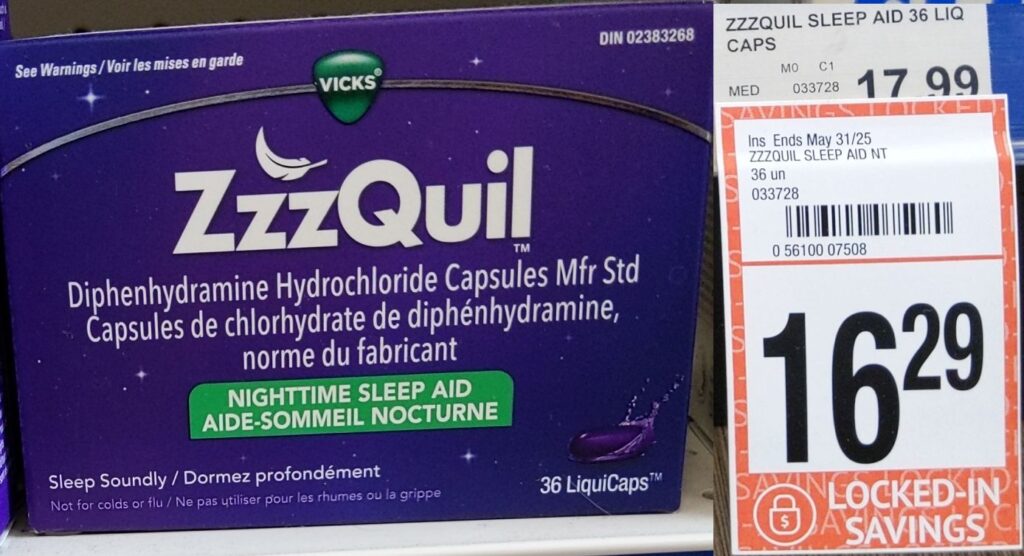 See Warnings / Voir les mises en garde
DIN 02383268
VICKS®
ZzzQuil™
Diphenhydramine Hydrochloride Capsules Mfr Std
Capsules de chlorhydrate de diphénhydramine,
norme du fabricant
NIGHTTIME SLEEP AID
AIDE-SOMMEIL NOCTURNE
Sleep Soundly / Dormez profondément
Not for colds or flu / Ne pas utiliser pour les rhumes ou la grippe
36 LiquiCaps™
ZZZQUIL SLEEP AID 36 LIQ
CAPS
M0 C1
MED 033728 17.99
SAVINGS LOCKED-
Ins Ends May 31/25
ZZZQUIL SLEEP AID NT
36 un
033728
0 56100 07508
16 29
$
LOCKED-IN
SAVINGS